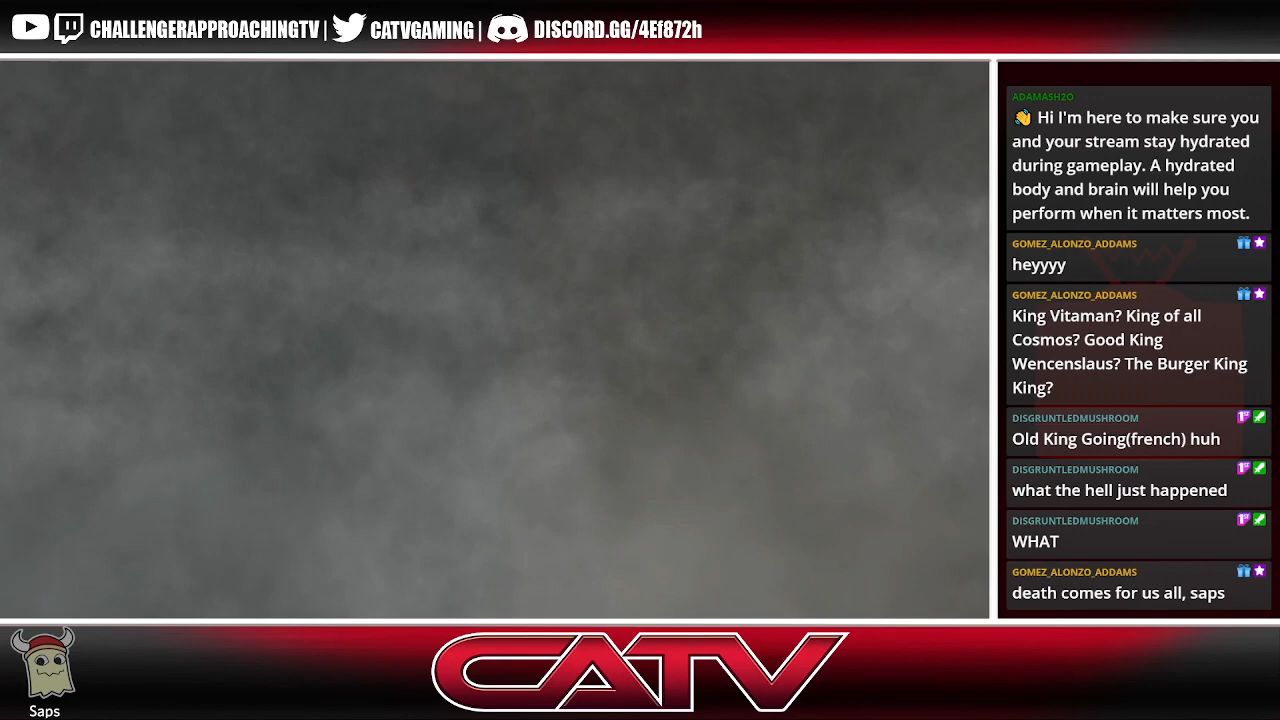 CHALLENGERAPPROACHINGTV | CATVGAMING | DISCORD.GG/4Ef872h
ADAMASH2O
👋 Hi I'm here to make sure you
and your stream stay hydrated
during gameplay. A hydrated
body and brain will help you
perform when it matters most.
GOMEZ_ALONZO_ADDAMS
heyyyy
GOMEZ_ALONZO_ADDAMS
King Vitaman? King of all
Cosmos? Good King
Wencenslaus? The Burger King
King?
DISGRUNTLEDMUSHROOM
Old King Going(french) huh
DISGRUNTLEDMUSHROOM
what the hell just happened
DISGRUNTLEDMUSHROOM
WHAT
GOMEZ_ALONZO_ADDAMS
death comes for us all, saps
CATV
Saps